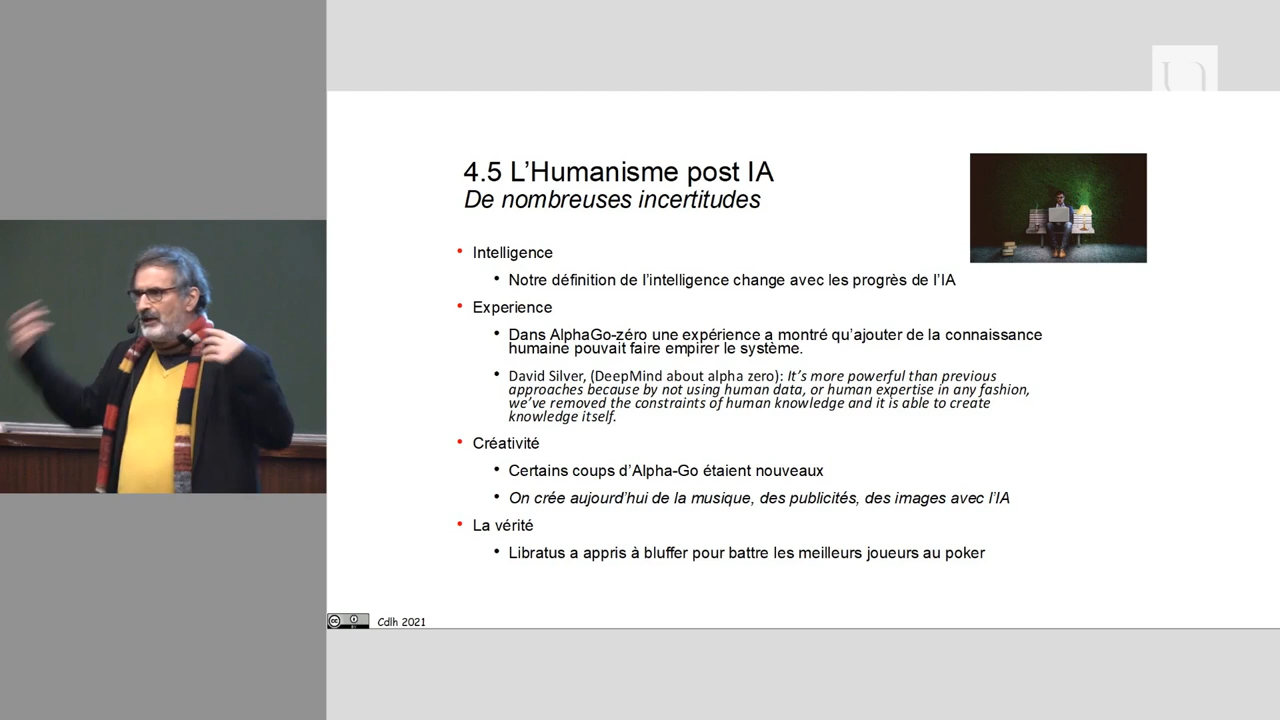 4.5 L’Humanisme post IA
De nombreuses incertitudes
• Intelligence
• Notre définition de l’intelligence change avec les progrès de l’IA
• Experience
• Dans AlphaGo-zéro une expérience a montré qu’ajouter de la connaissance
humaine pouvait faire empirer le système.
• David Silver, (DeepMind about alpha zero): It’s more powerful than previous
approaches because by not using human data, or human expertise in any fashion,
we’ve removed the constraints of human knowledge and it is able to create
knowledge itself.
• Créativité
• Certains coups d’Alpha-Go étaient nouveaux
• On crée aujourd’hui de la musique, des publicités, des images avec l’IA
• La vérité
• Libratus a appris à bluffer pour battre les meilleurs joueurs au poker
cc BY Cdlh 2021